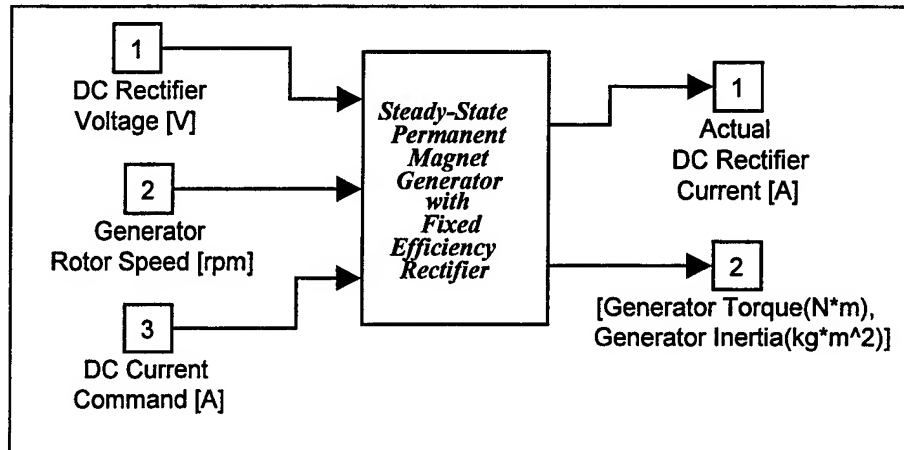 1
DC Rectifier
Voltage [V]
2
Generator
Rotor Speed [rpm]
3
DC Current
Command [A]
Steady-State
Permanent
Magnet
Generator
with
Fixed
Efficiency
Rectifier
1
Actual
DC Rectifier
Current [A]
2
[Generator Torque(N*m),
Generator Inertia(kg*m^2)]